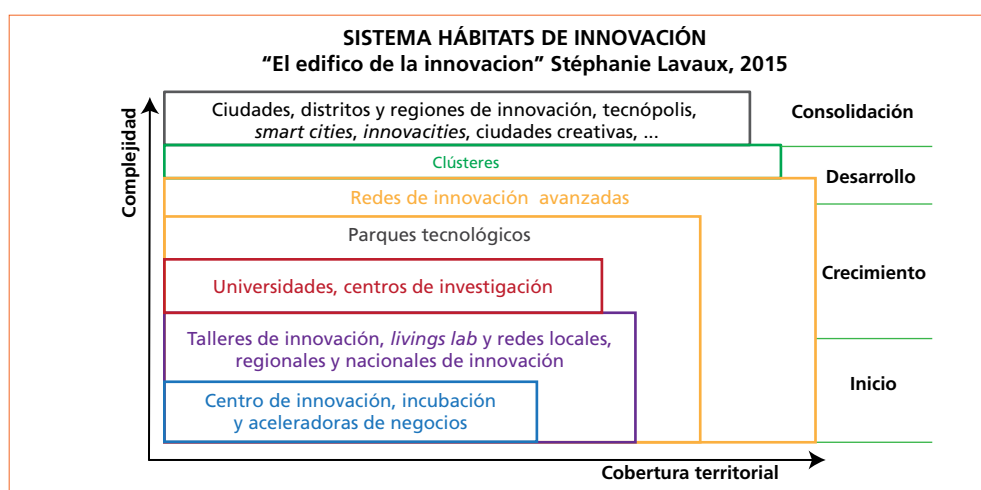 SISTEMA HÁBITATS DE INNOVACIÓN
“El edifico de la innovacion” Stéphanie Lavaux, 2015
Complejidad
Ciudades, distritos y regiones de innovación, tecnópolis,
smart cities, innovacities, ciudades creativas, ...
Consolidación
Clústeres
Desarrollo
Redes de innovación avanzadas
Parques tecnológicos
Crecimiento
Universidades, centros de investigación
Talleres de innovación, livings lab y redes locales,
regionales y nacionales de innovación
Inicio
Centro de innovación, incubación
y aceleradoras de negocios
Cobertura territorial